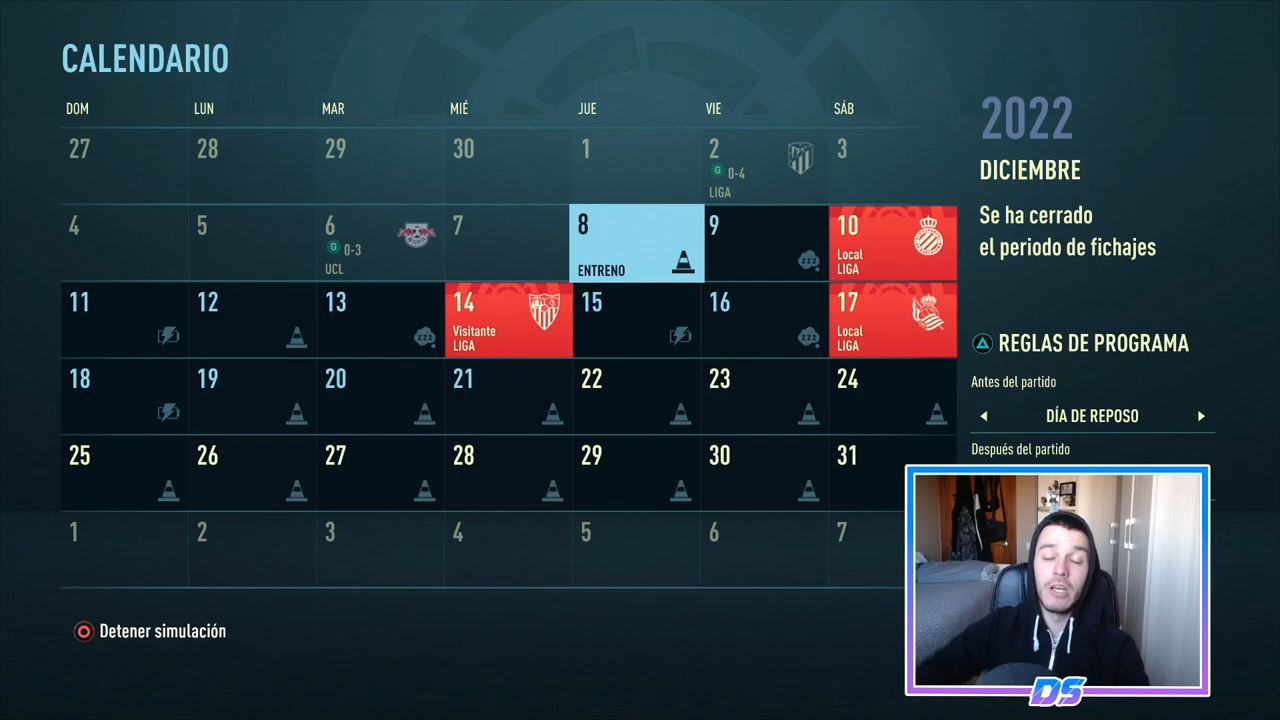 CALENDARIO
DOM LUN MAR MIÉ JUE VIE SÁB
27 28 29 30 1 2 3
G 0-4
LIGA
4 5 6 7 8 9 10
G 0-3
UCL
ENTRENO
zzz
Local
LIGA
11 12 13 14 15 16 17
zzz
Visitante
LIGA
zzz
Local
LIGA
18 19 20 21 22 23 24
25 26 27 28 29 30 31
1 2 3 4 5 6 7
Detener simulación
2022
DICIEMBRE
Se ha cerrado
el periodo de fichajes
REGLAS DE PROGRAMA
Antes del partido
DÍA DE REPOSO
Después del partido
DS